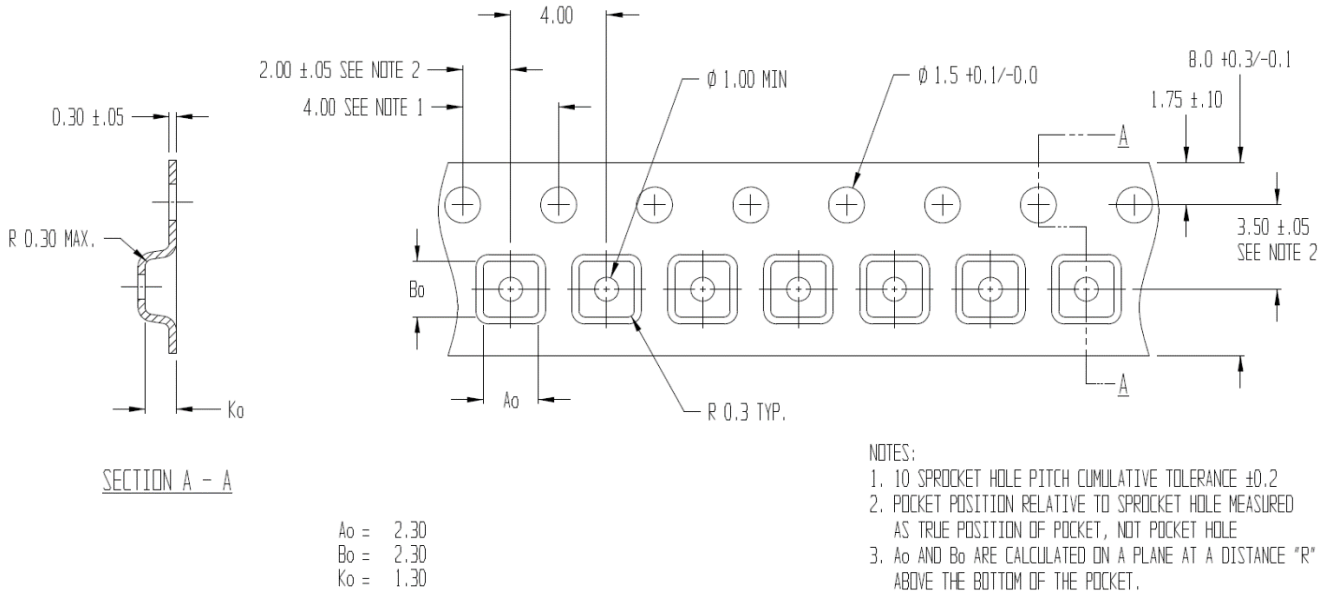 4.00
2.00 ±.05 SEE NOTE 2
Ø 1.00 MIN
Ø 1.5 +0.1/-0.0
8.0 +0.3/-0.1
4.00 SEE NOTE 1
1.75 ±.10
0.30 ±.05
A
R 0.30 MAX.
3.50 ±.05
SEE NOTE 2
Bo
A
Ao
Ko
R 0.3 TYP.
SECTION A - A
NOTES:
1. 10 SPROCKET HOLE PITCH CUMULATIVE TOLERANCE ±0.2
2. POCKET POSITION RELATIVE TO SPROCKET HOLE MEASURED
AS TRUE POSITION OF POCKET, NOT POCKET HOLE
3. Ao AND Bo ARE CALCULATED ON A PLANE AT A DISTANCE "R"
ABOVE THE BOTTOM OF THE POCKET.
Ao = 2.30
Bo = 2.30
Ko = 1.30